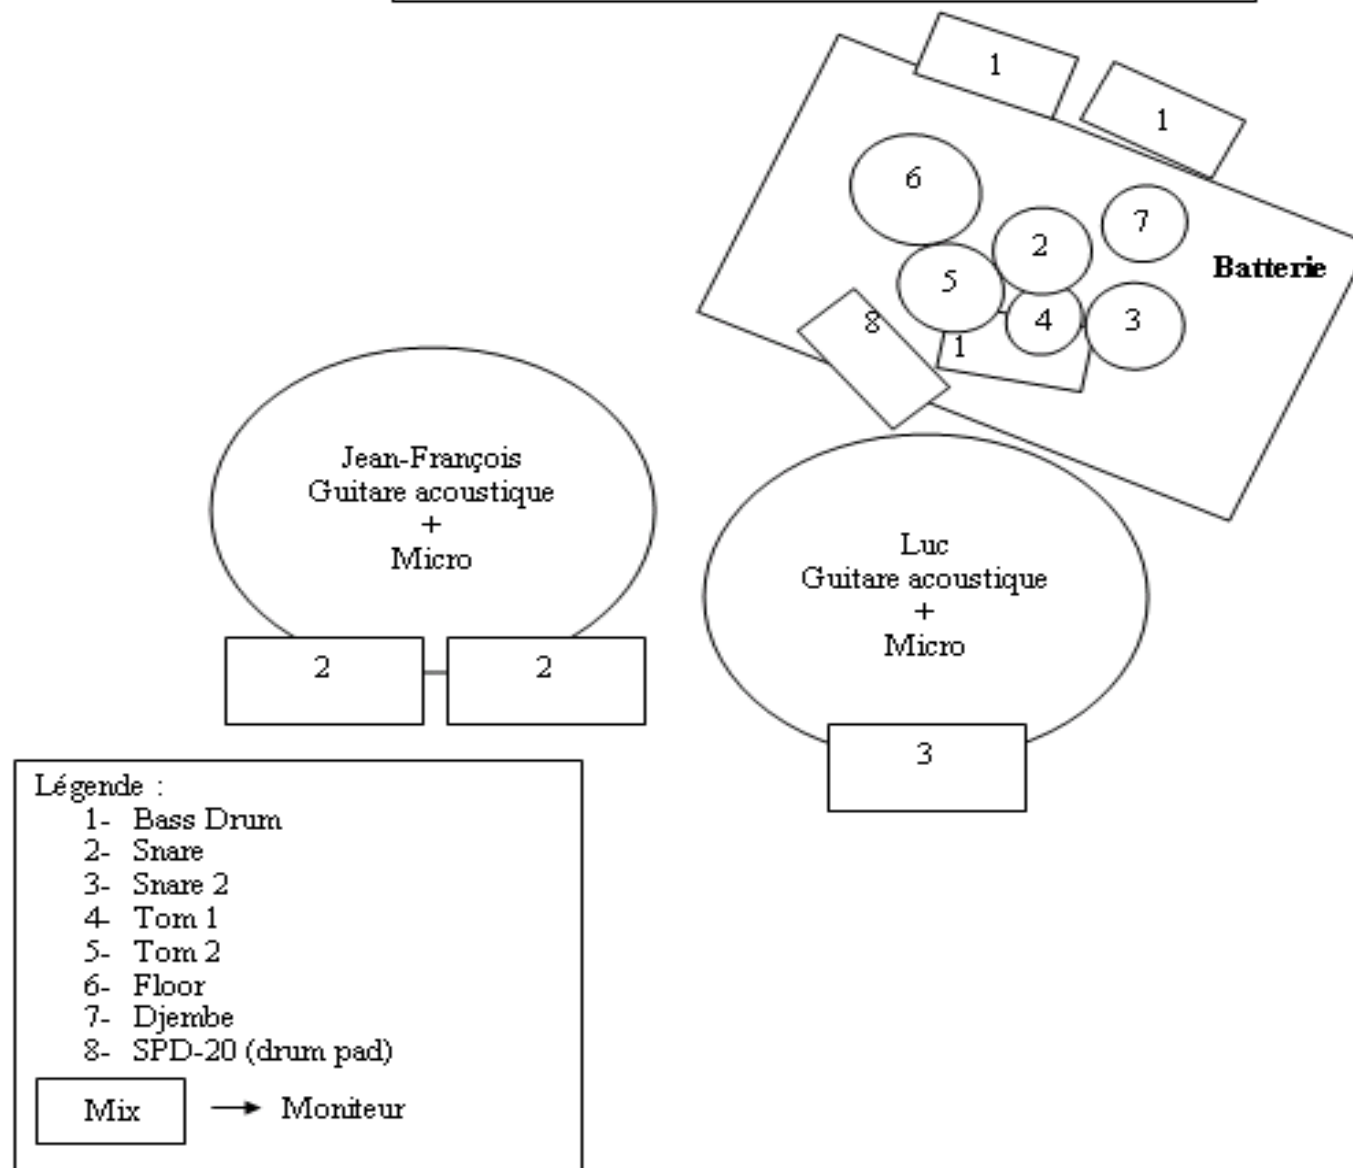 1
1
6
7
2
Batterie
5
8
4
3
1
Jean-François
Guitare acoustique
+
Micro
Luc
Guitare acoustique
+
Micro
2
2
3
Légende :
1- Bass Drum
2- Snare
3- Snare 2
4- Tom 1
5- Tom 2
6- Floor
7- Djembe
8- SPD-20 (drum pad)
Mix → Moniteur